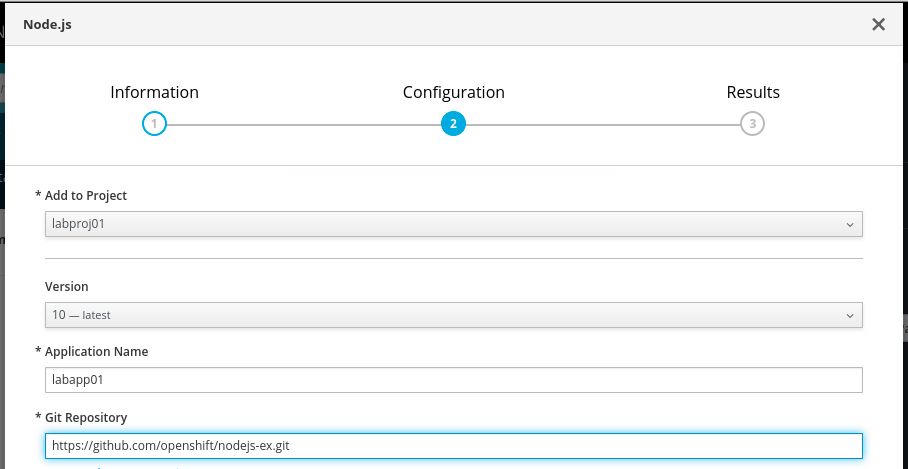 Node.js
Information
Configuration
Results
1
2
3
* Add to Project
labproj01
Version
10 — latest
* Application Name
labapp01
* Git Repository
https://github.com/openshift/nodejs-ex.git